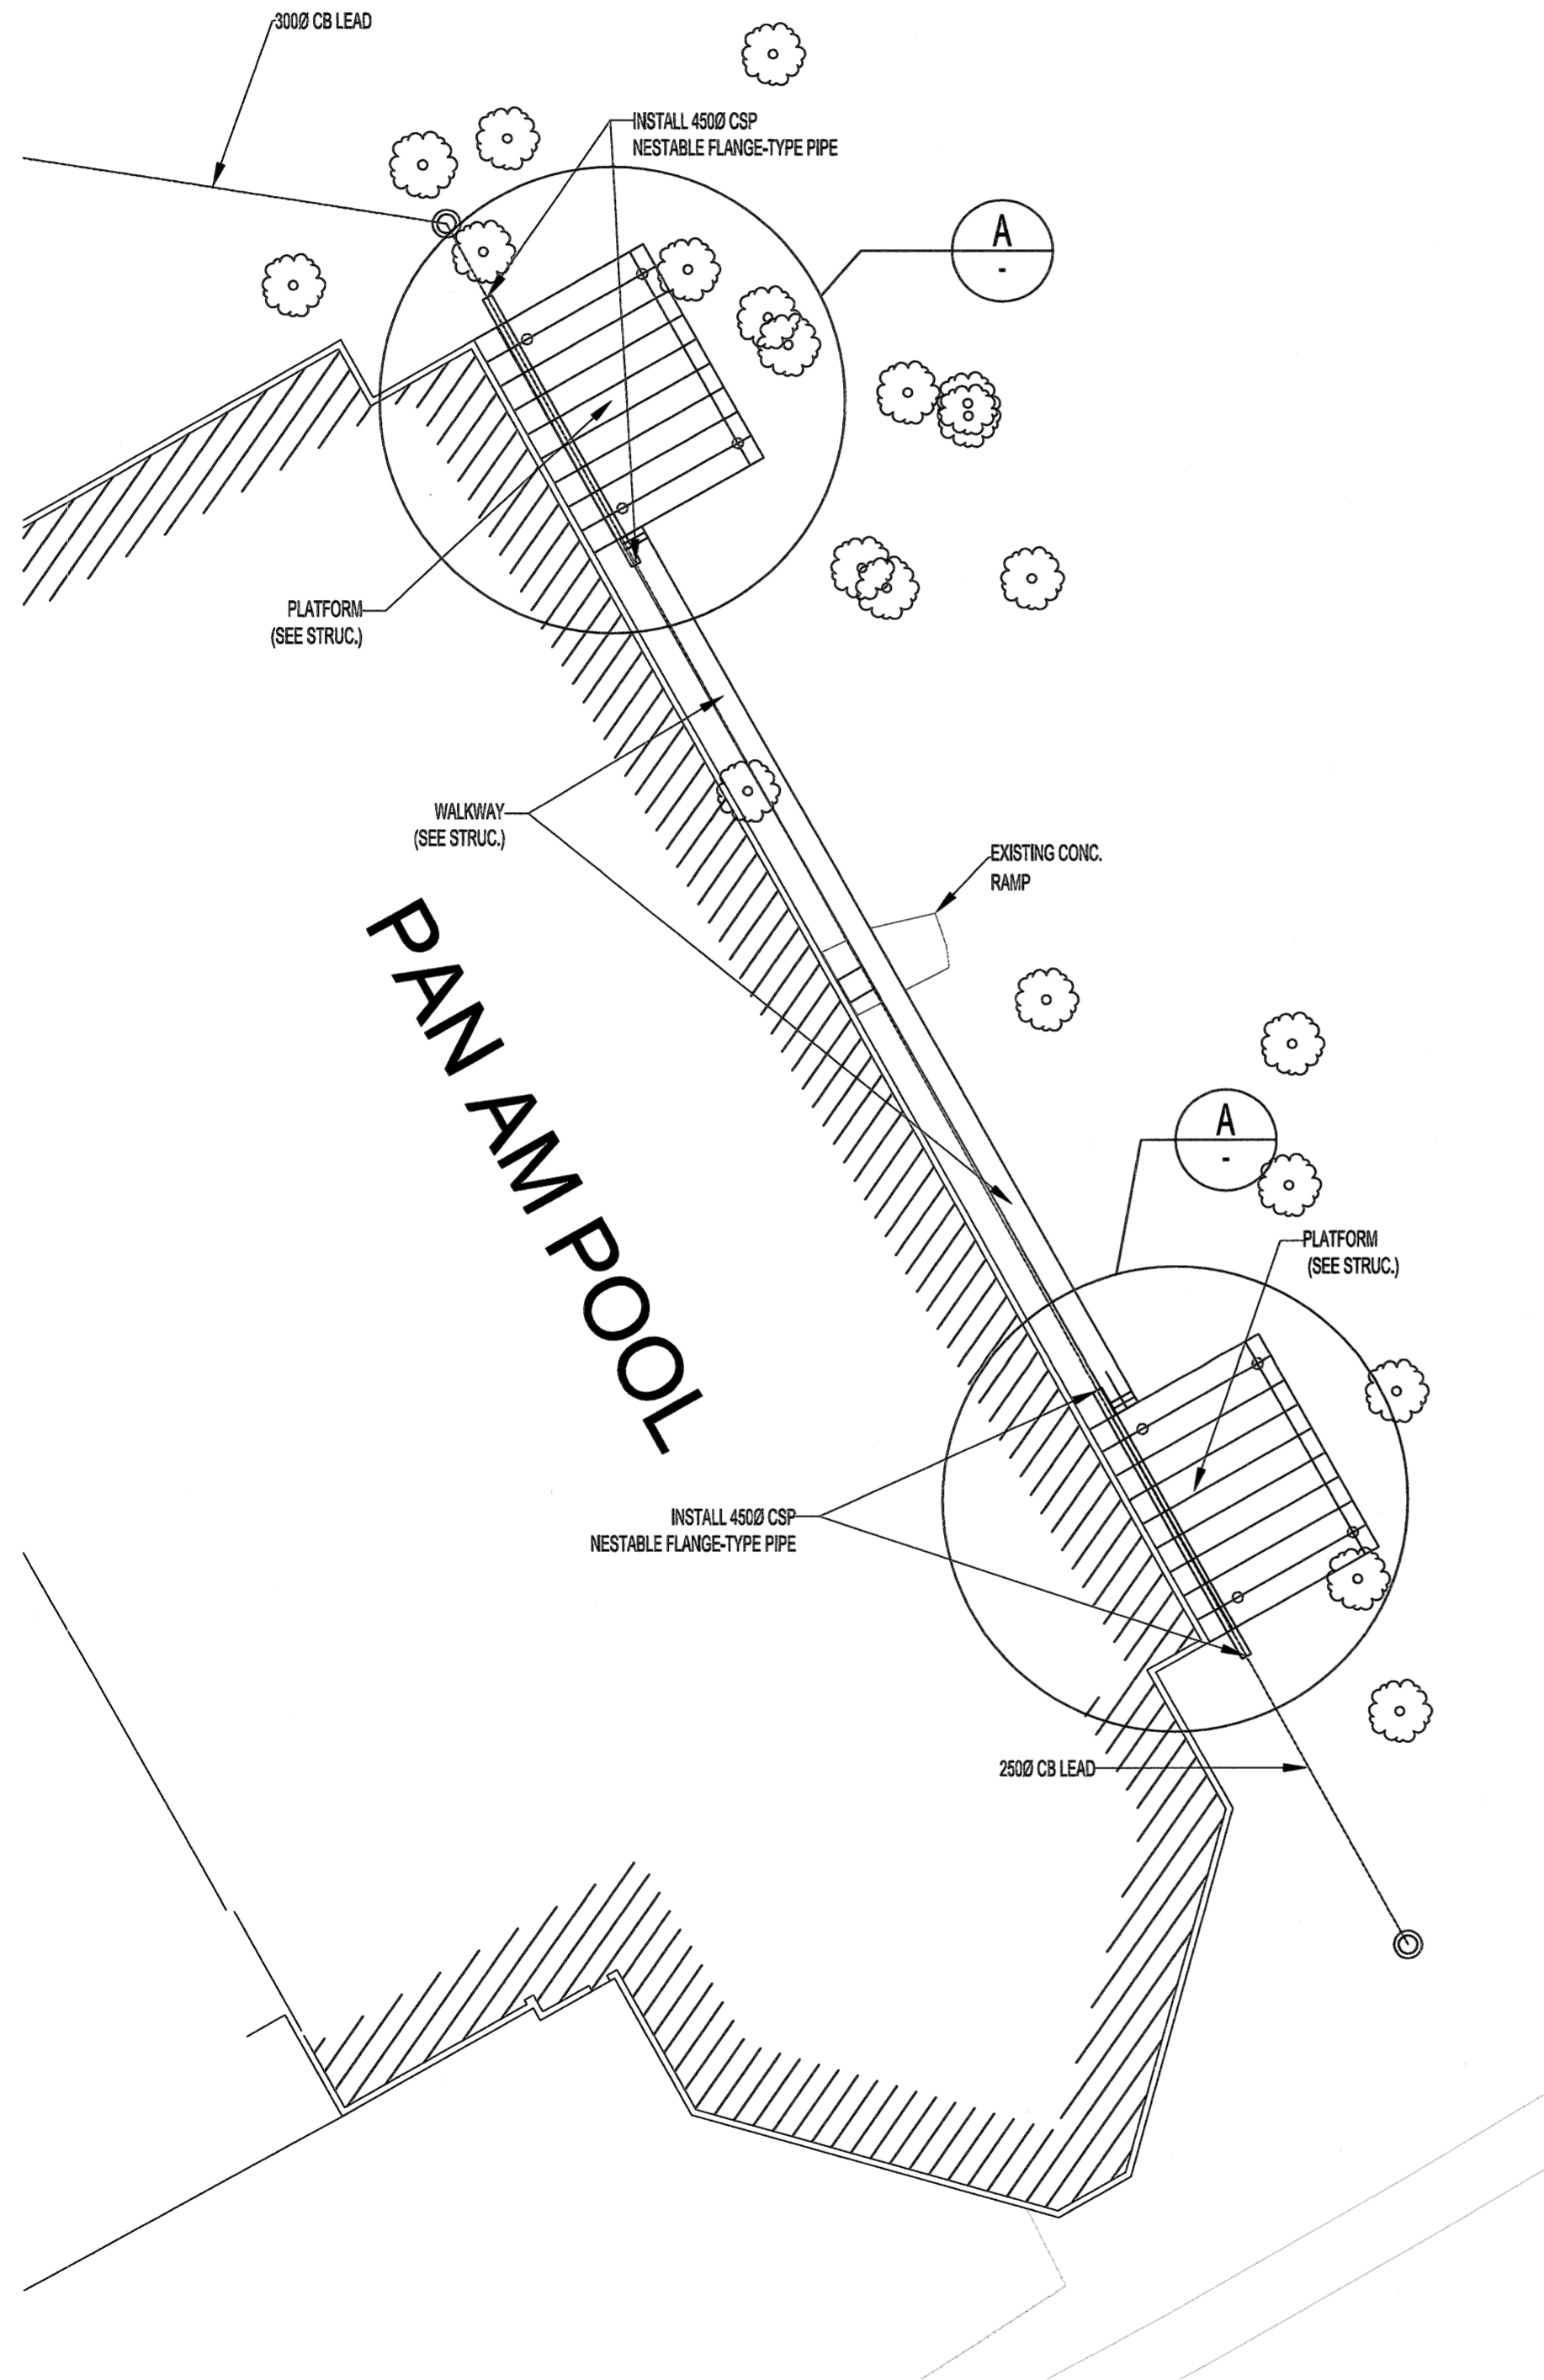 300Ø CB LEAD
INSTALL 450Ø CSP
NESTABLE FLANGE-TYPE PIPE
A
-
PLATFORM
(SEE STRUC.)
WALKWAY
(SEE STRUC.)
EXISTING CONC.
RAMP
PAN AM POOL
A
-
PLATFORM
(SEE STRUC.)
INSTALL 450Ø CSP
NESTABLE FLANGE-TYPE PIPE
250Ø CB LEAD